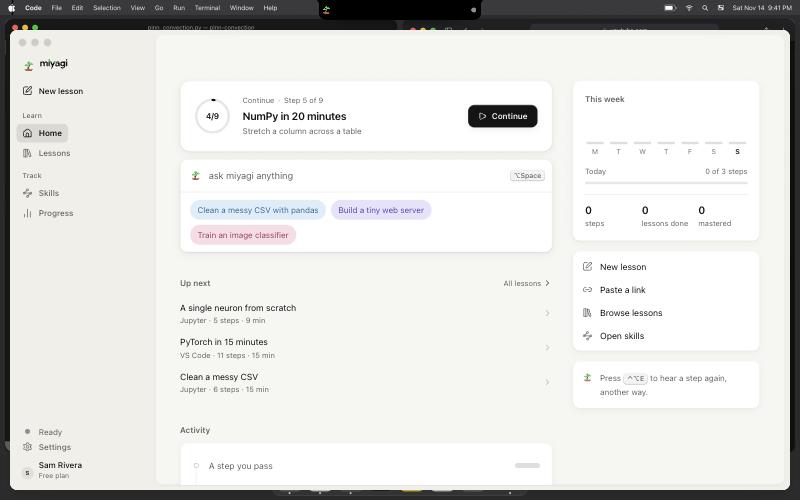 Code File Edit Selection View Go Run Terminal Window Help
Sat Nov 14 9:41 PM
pinn_convection.py — pinn-convection
miyagi
New lesson
Learn
Home
Lessons
Track
Skills
Progress
Ready
Settings
S
Sam Rivera
Free plan
4/9
Continue · Step 5 of 9
NumPy in 20 minutes
Stretch a column across a table
Continue
ask miyagi anything
⌥Space
Clean a messy CSV with pandas
Build a tiny web server
Train an image classifier
Up next
All lessons
A single neuron from scratch
Jupyter · 5 steps · 9 min
PyTorch in 15 minutes
VS Code · 11 steps · 15 min
Clean a messy CSV
Jupyter · 6 steps · 15 min
Activity
A step you pass
This week
M T W T F S S
Today
0 of 3 steps
0 0 0
steps lessons done mastered
New lesson
Paste a link
Browse lessons
Open skills
Press ^⌥E to hear a step again,
another way.